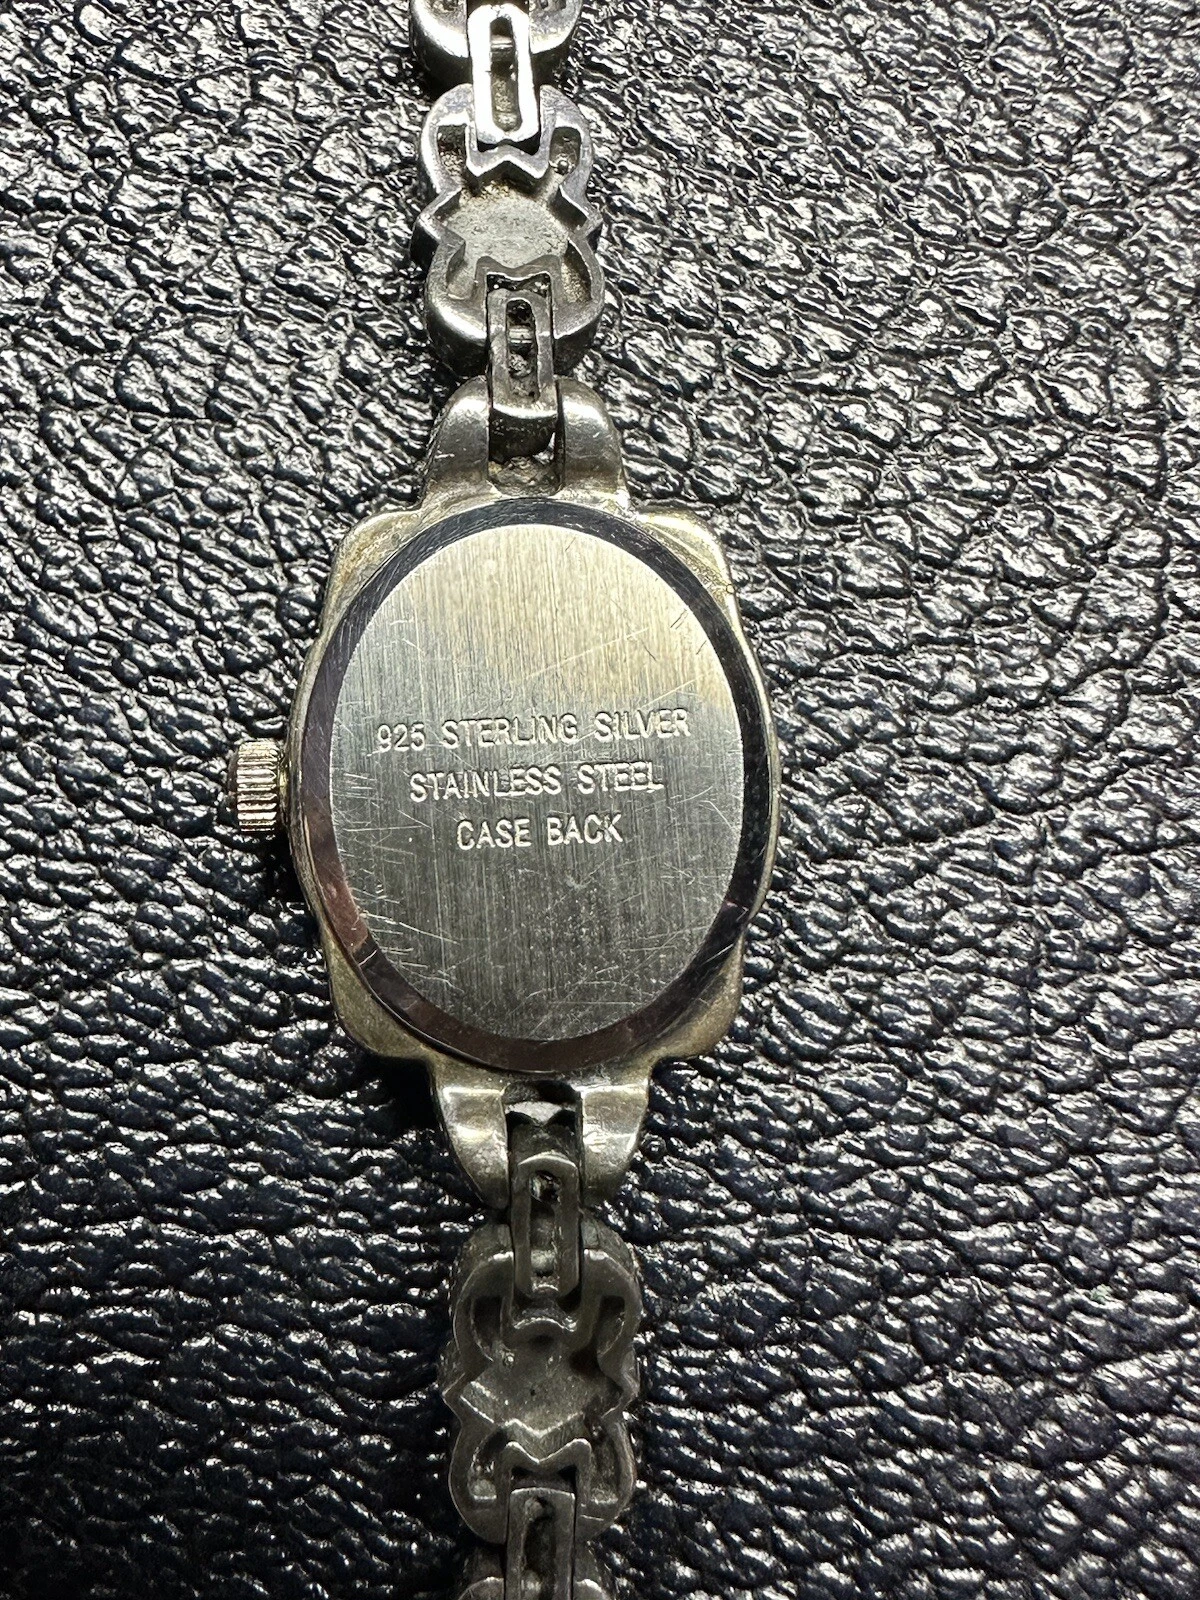 925 STERLING SILVER
STAINLESS STEEL
CASE BACK